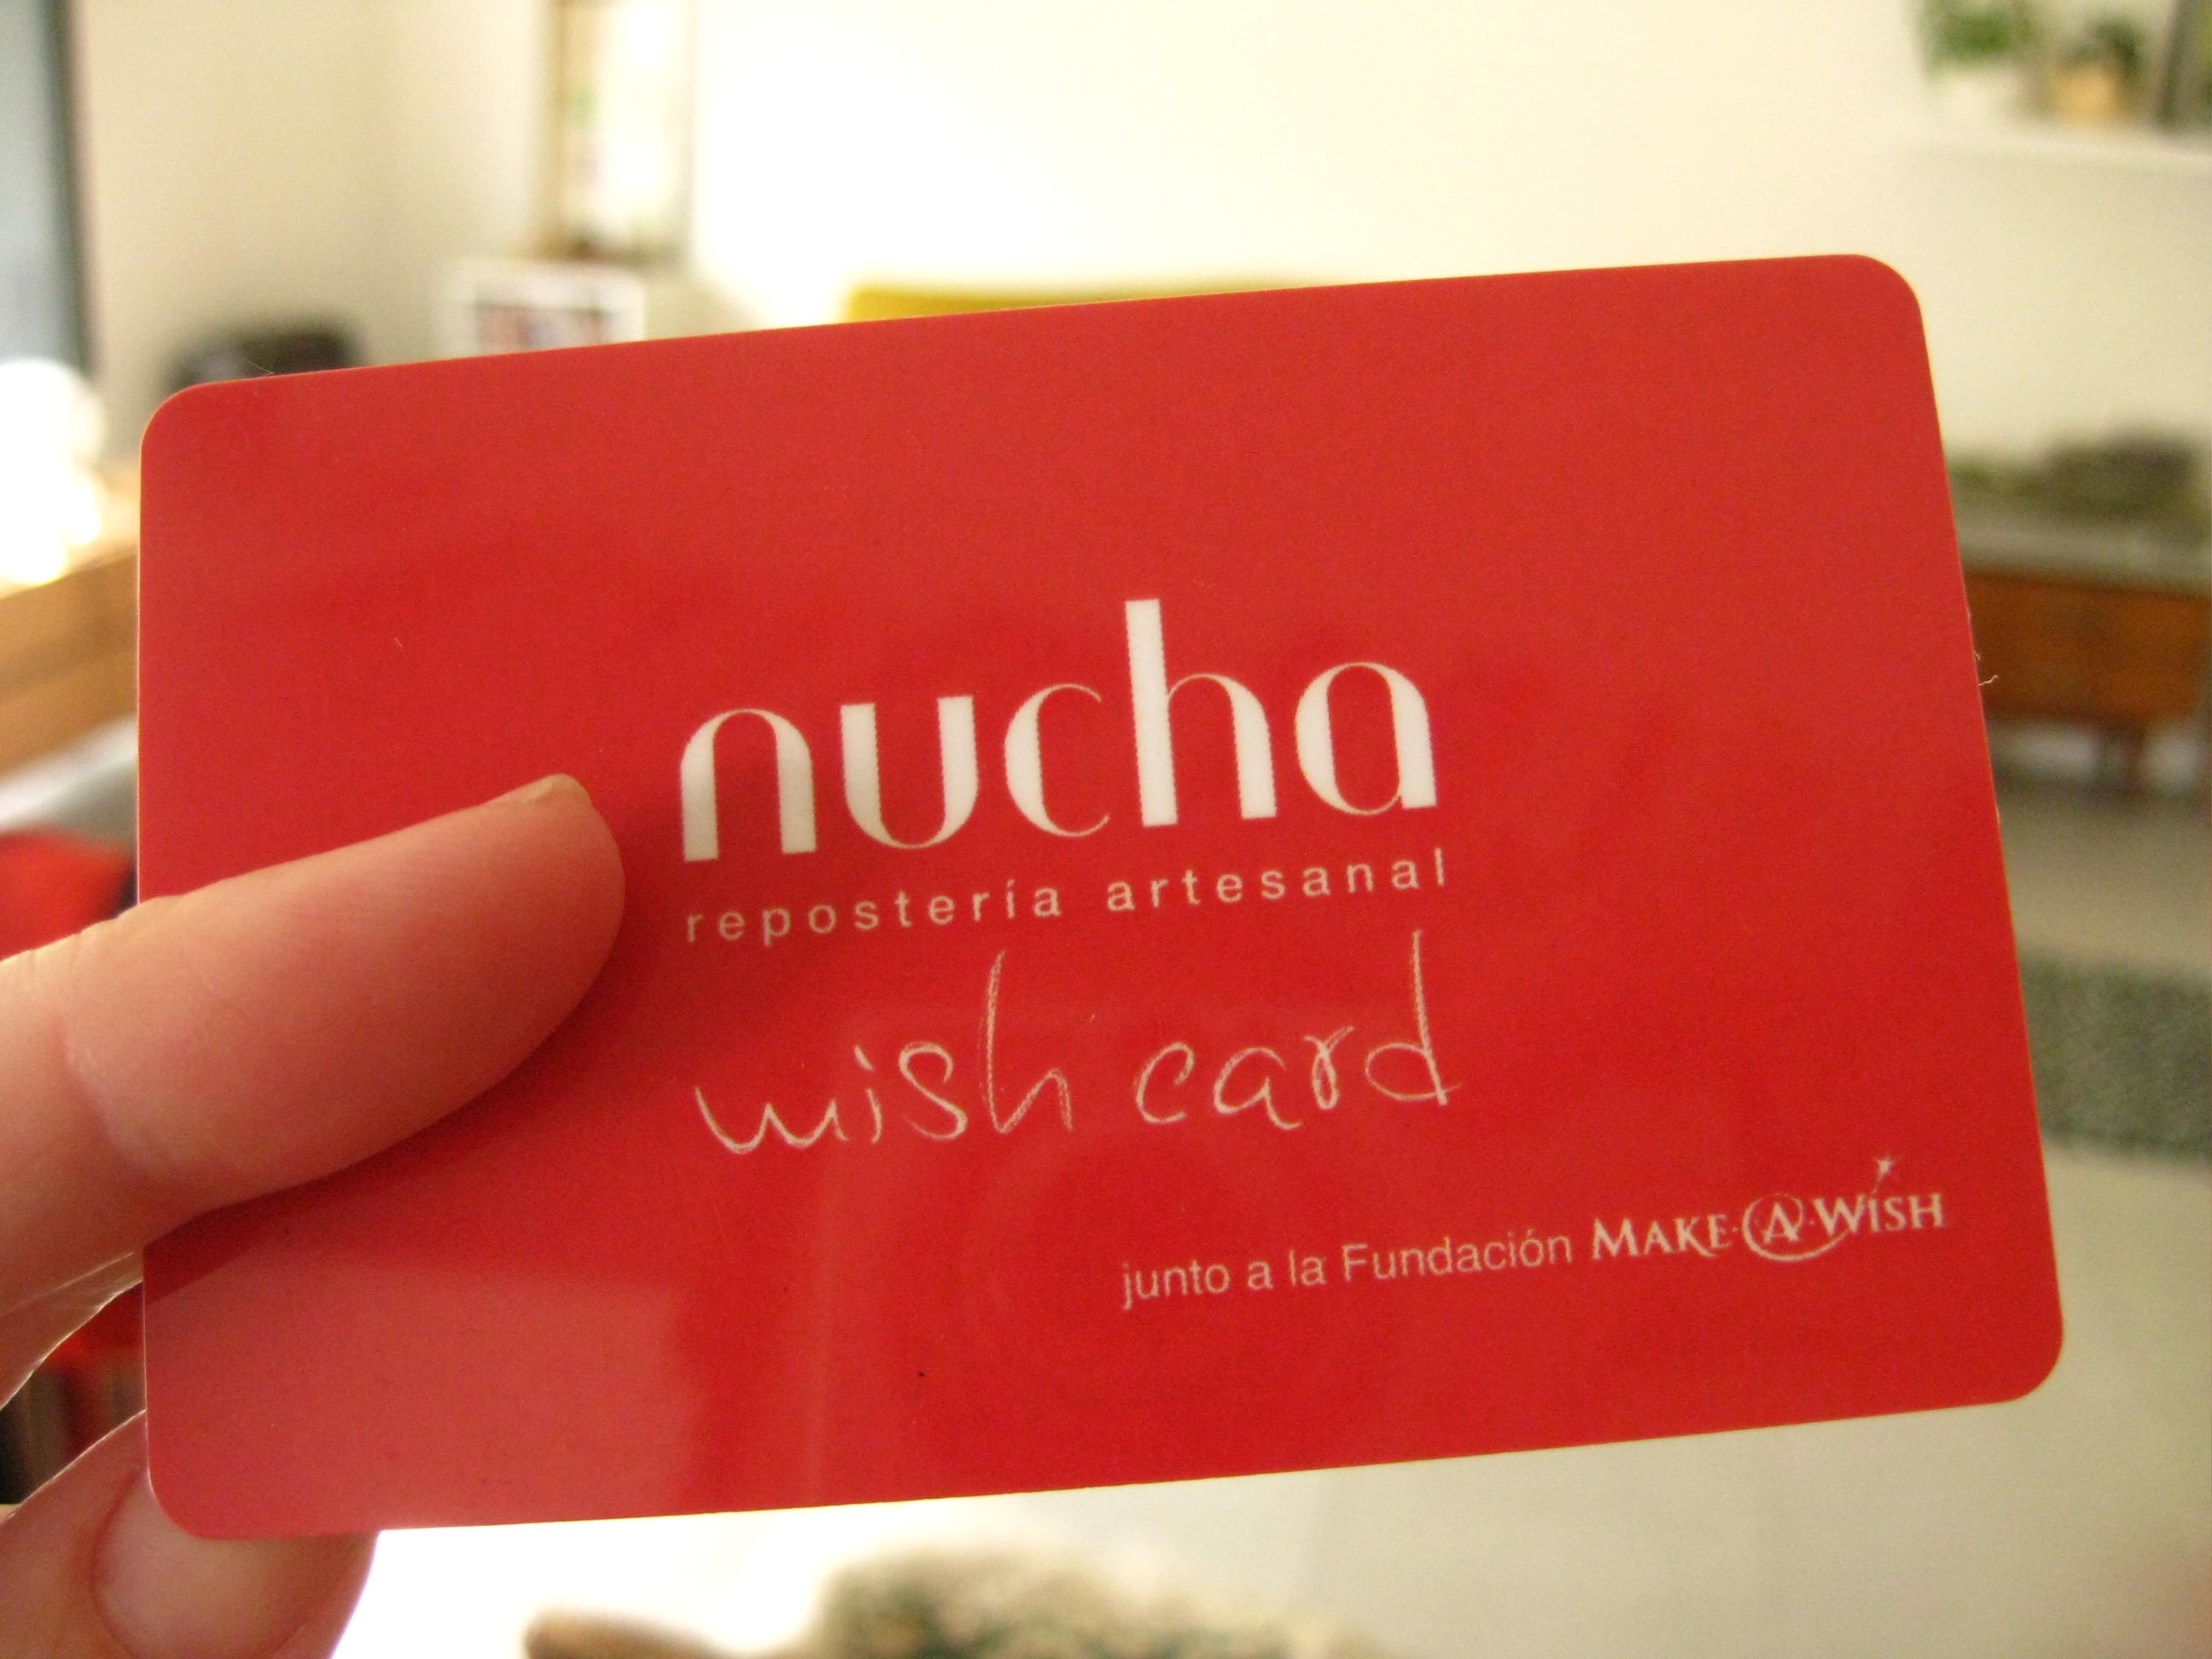 nucha
repostería artesanal
wish card
junto a la Fundación MAKE·A·WISH